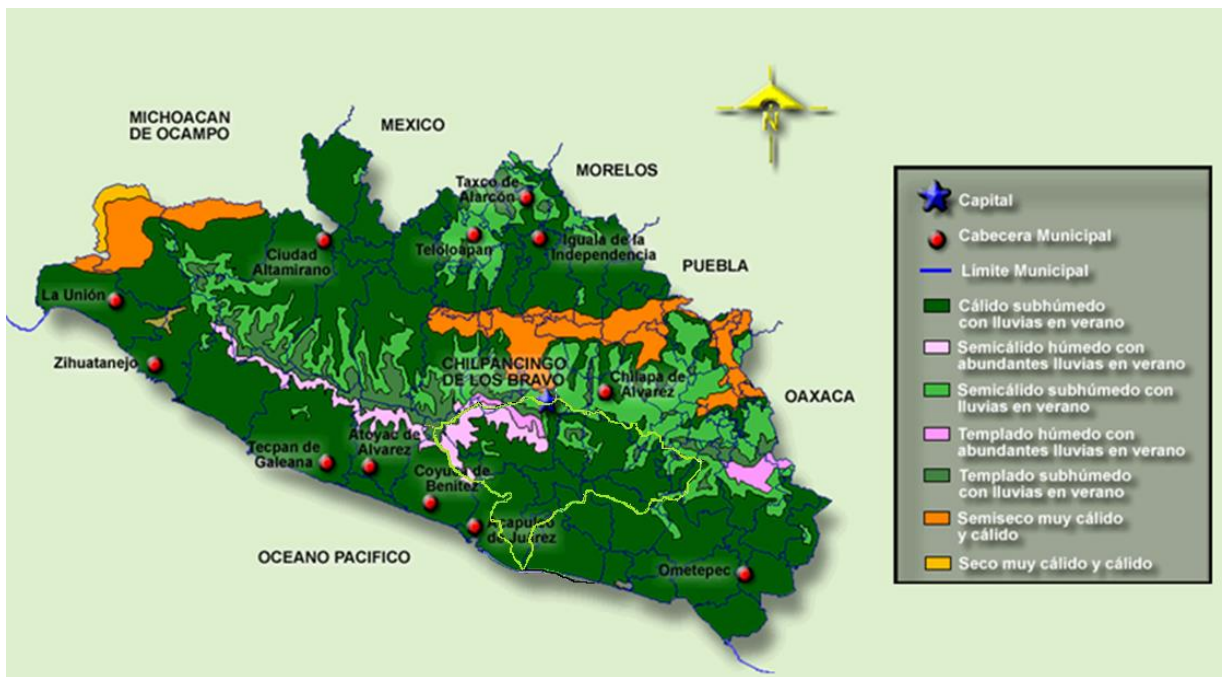 MICHOACAN
DE OCAMPO
MEXICO
MORELOS
PUEBLA
OAXACA
OCEANO PACIFICO
N
Taxco de
Alarcón
Teloloapan
Iguala de la
Independencia
Ciudad
Altamirano
La Unión
Zihuatanejo
CHILPANCINGO
DE LOS BRAVO
Chilapa de
Alvarez
Tecpan de
Galeana
Atoyac de
Alvarez
Coyuca de
Benitez
Acapulco
de Juárez
Ometepec
Capital
Cabecera Municipal
Límite Municipal
Cálido subhúmedo
con lluvias en verano
Semicálido húmedo con
abundantes lluvias en verano
Semicálido subhúmedo con
lluvias en verano
Templado húmedo con
abundantes lluvias en verano
Templado subhúmedo
con lluvias en verano
Semiseco muy cálido
y cálido
Seco muy cálido y cálido